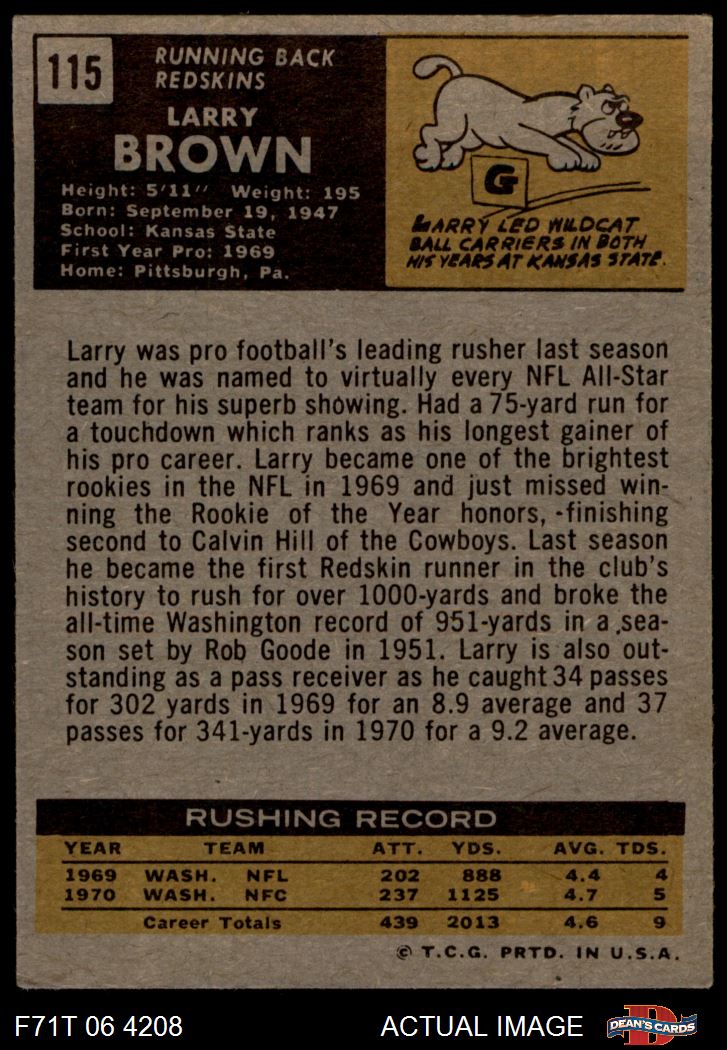 115
RUNNING BACK
REDSKINS
LARRY
BROWN
Height: 5'11" Weight: 195
Born: September 19, 1947
School: Kansas State
First Year Pro: 1969
Home: Pittsburgh, Pa.
G
LARRY LED WILDCAT
BALL CARRIERS IN BOTH
HIS YEARS AT KANSAS STATE.
Larry was pro football's leading rusher last season
and he was named to virtually every NFL All-Star
team for his superb showing. Had a 75-yard run for
a touchdown which ranks as his longest gainer of
his pro career. Larry became one of the brightest
rookies in the NFL in 1969 and just missed win-
ning the Rookie of the Year honors, finishing
second to Calvin Hill of the Cowboys. Last season
he became the first Redskin runner in the club's
history to rush for over 1000-yards and broke the
all-time Washington record of 951-yards in a sea-
son set by Rob Goode in 1951. Larry is also out-
standing as a pass receiver as he caught 34 passes
for 302 yards in 1969 for an 8.9 average and 37
passes for 341-yards in 1970 for a 9.2 average.
RUSHING RECORD
YEAR TEAM ATT. YDS. AVG. TDS.
1969 WASH. NFL 202 888 4.4 4
1970 WASH. NFC 237 1125 4.7 5
Career Totals 439 2013 4.6 9
© T.C.G. PRTD. IN U.S.A.
F71T 06 4208 ACTUAL IMAGE D DEAN'S CARDS